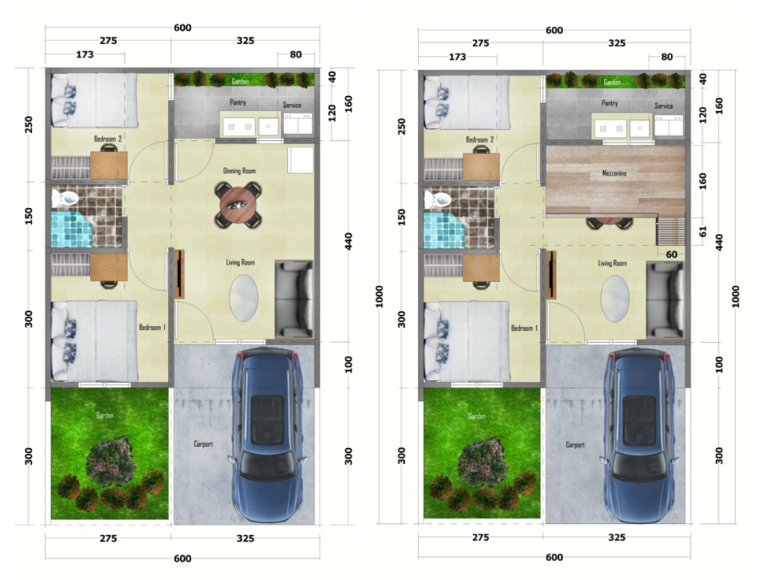 600
275
325
173
80
40
160
120
250
Garden
Pantry
Service
Bedroom 2
Dinning Room
150
440
Living Room
300
Bedroom 1
100
Garden
Carport
300
300
275
325
600
600
275
325
173
80
40
160
120
250
Garden
Pantry
Service
Bedroom 2
Mezzanine
160
150
61
440
60
Living Room
1000
1000
300
Bedroom 1
100
Garden
Carport
300
300
275
325
600